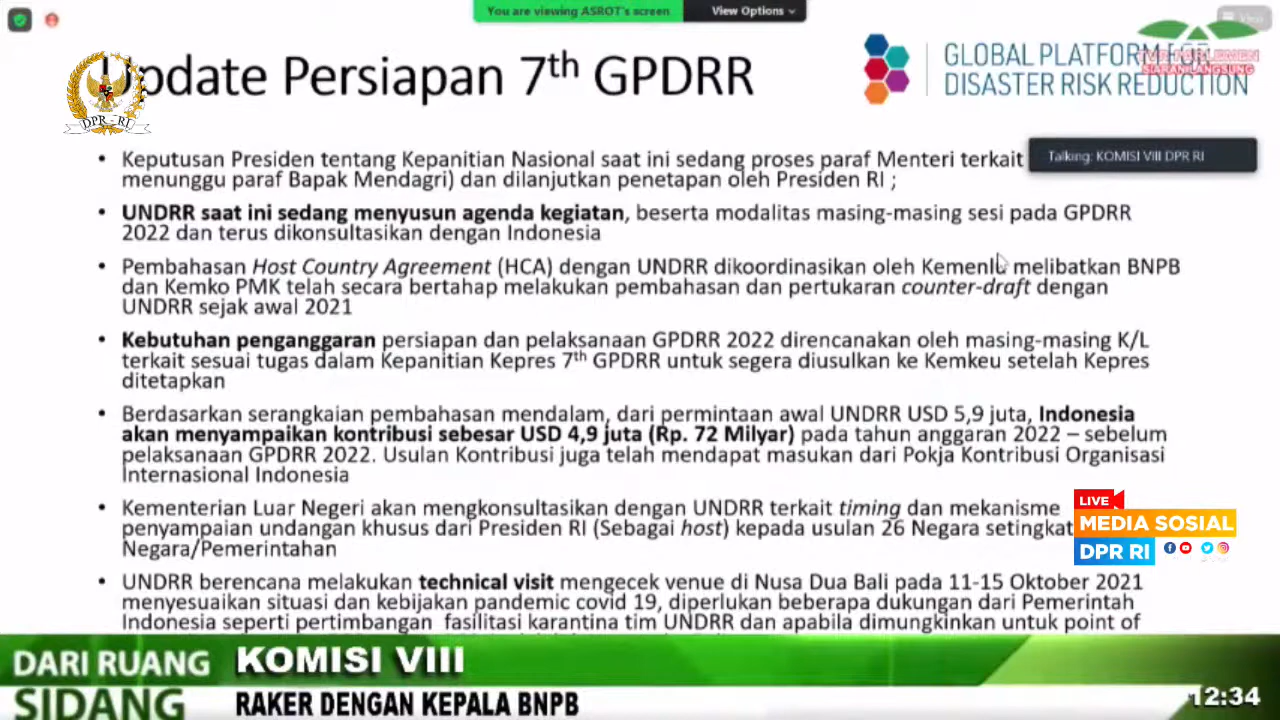 You are viewing ASROT's screen
View Options
View
Update Persiapan 7th GPDRR
DPR - RI
GLOBAL PLATFORM FOR
DISASTER RISK REDUCTION
TVR PARLEMEN
SIARAN LANGSUNG
Talking: KOMISI VIII DPR RI
• Keputusan Presiden tentang Kepanitian Nasional saat ini sedang proses paraf Menteri terkait
menunggu paraf Bapak Mendagri) dan dilanjutkan penetapan oleh Presiden RI ;
• UNDRR saat ini sedang menyusun agenda kegiatan, beserta modalitas masing-masing sesi pada GPDRR
2022 dan terus dikonsultasikan dengan Indonesia
• Pembahasan Host Country Agreement (HCA) dengan UNDRR dikoordinasikan oleh Kemenlu melibatkan BNPB
dan Kemko PMK telah secara bertahap melakukan pembahasan dan pertukaran counter-draft dengan
UNDRR sejak awal 2021
• Kebutuhan penganggaran persiapan dan pelaksanaan GPDRR 2022 direncanakan oleh masing-masing K/L
terkait sesuai tugas dalam Kepanitian Kepres 7th GPDRR untuk segera diusulkan ke Kemkeu setelah Kepres
ditetapkan
• Berdasarkan serangkaian pembahasan mendalam, dari permintaan awal UNDRR USD 5,9 juta, Indonesia
akan menyampaikan kontribusi sebesar USD 4,9 juta (Rp. 72 Milyar) pada tahun anggaran 2022 – sebelum
pelaksanaan GPDRR 2022. Usulan Kontribusi juga telah mendapat masukan dari Pokja Kontribusi Organisasi
Internasional Indonesia
• Kementerian Luar Negeri akan mengkonsultasikan dengan UNDRR terkait timing dan mekanisme
penyampaian undangan khusus dari Presiden RI (Sebagai host) kepada usulan 26 Negara setingkat
Negara/Pemerintahan
• UNDRR berencana melakukan technical visit mengecek venue di Nusa Dua Bali pada 11-15 Oktober 2021
menyesuaikan situasi dan kebijakan pandemic covid 19, diperlukan beberapa dukungan dari Pemerintah
Indonesia seperti pertimbangan fasilitasi karantina tim UNDRR dan apabila dimungkinkan untuk point of
LIVE
MEDIA SOSIAL
DPR RI
DARI RUANG
SIDANG
KOMISI VIII
RAKER DENGAN KEPALA BNPB
12:34